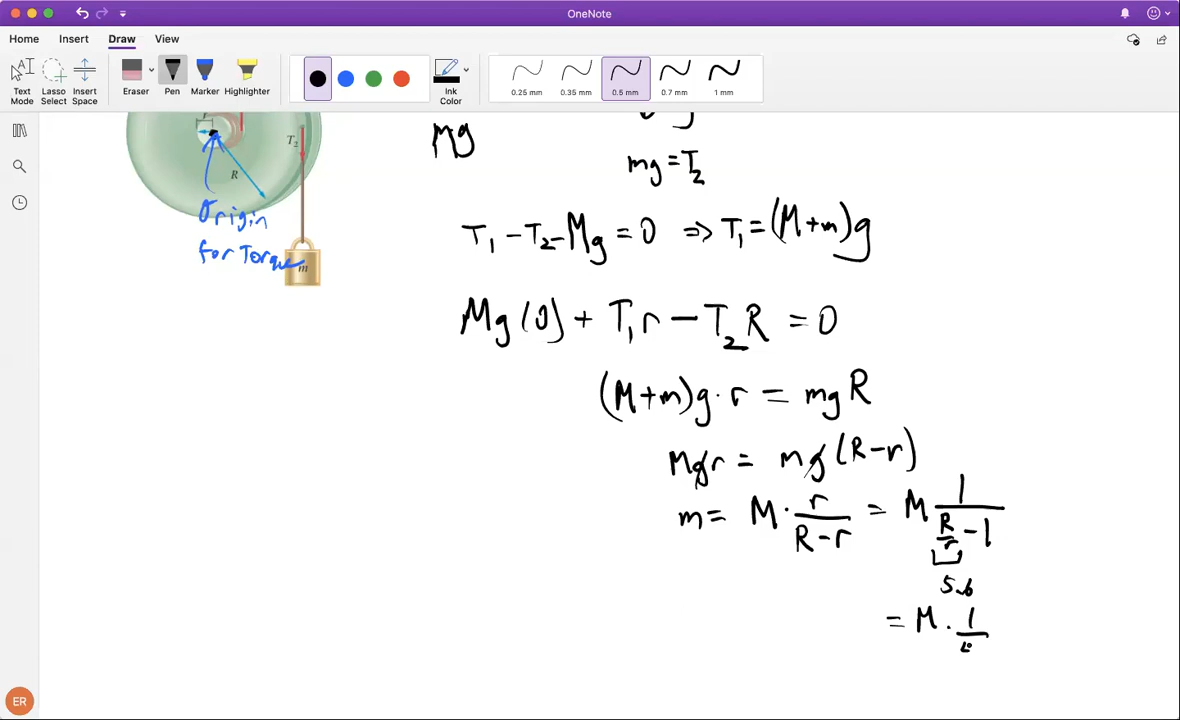 OneNote
Home Insert Draw View
Text Mode
Lasso Select
Insert Space
Eraser
Pen
Marker
Highlighter
Ink Color
0.25 mm
0.35 mm
0.5 mm
0.7 mm
1 mm
r
T₂
R
m
Origin
for Torque
Mg
mg = T₂
T₁ - T₂ - Mg = 0 ⇒ T₁ = (M+m)g
Mg(0) + T₁r - T₂R = 0
(M+m)g · r = mgR
Mgr = mg(R-r)
m = M · r/(R-r) = M 1/(R/r - 1)
5.6
= M · 1/
ER